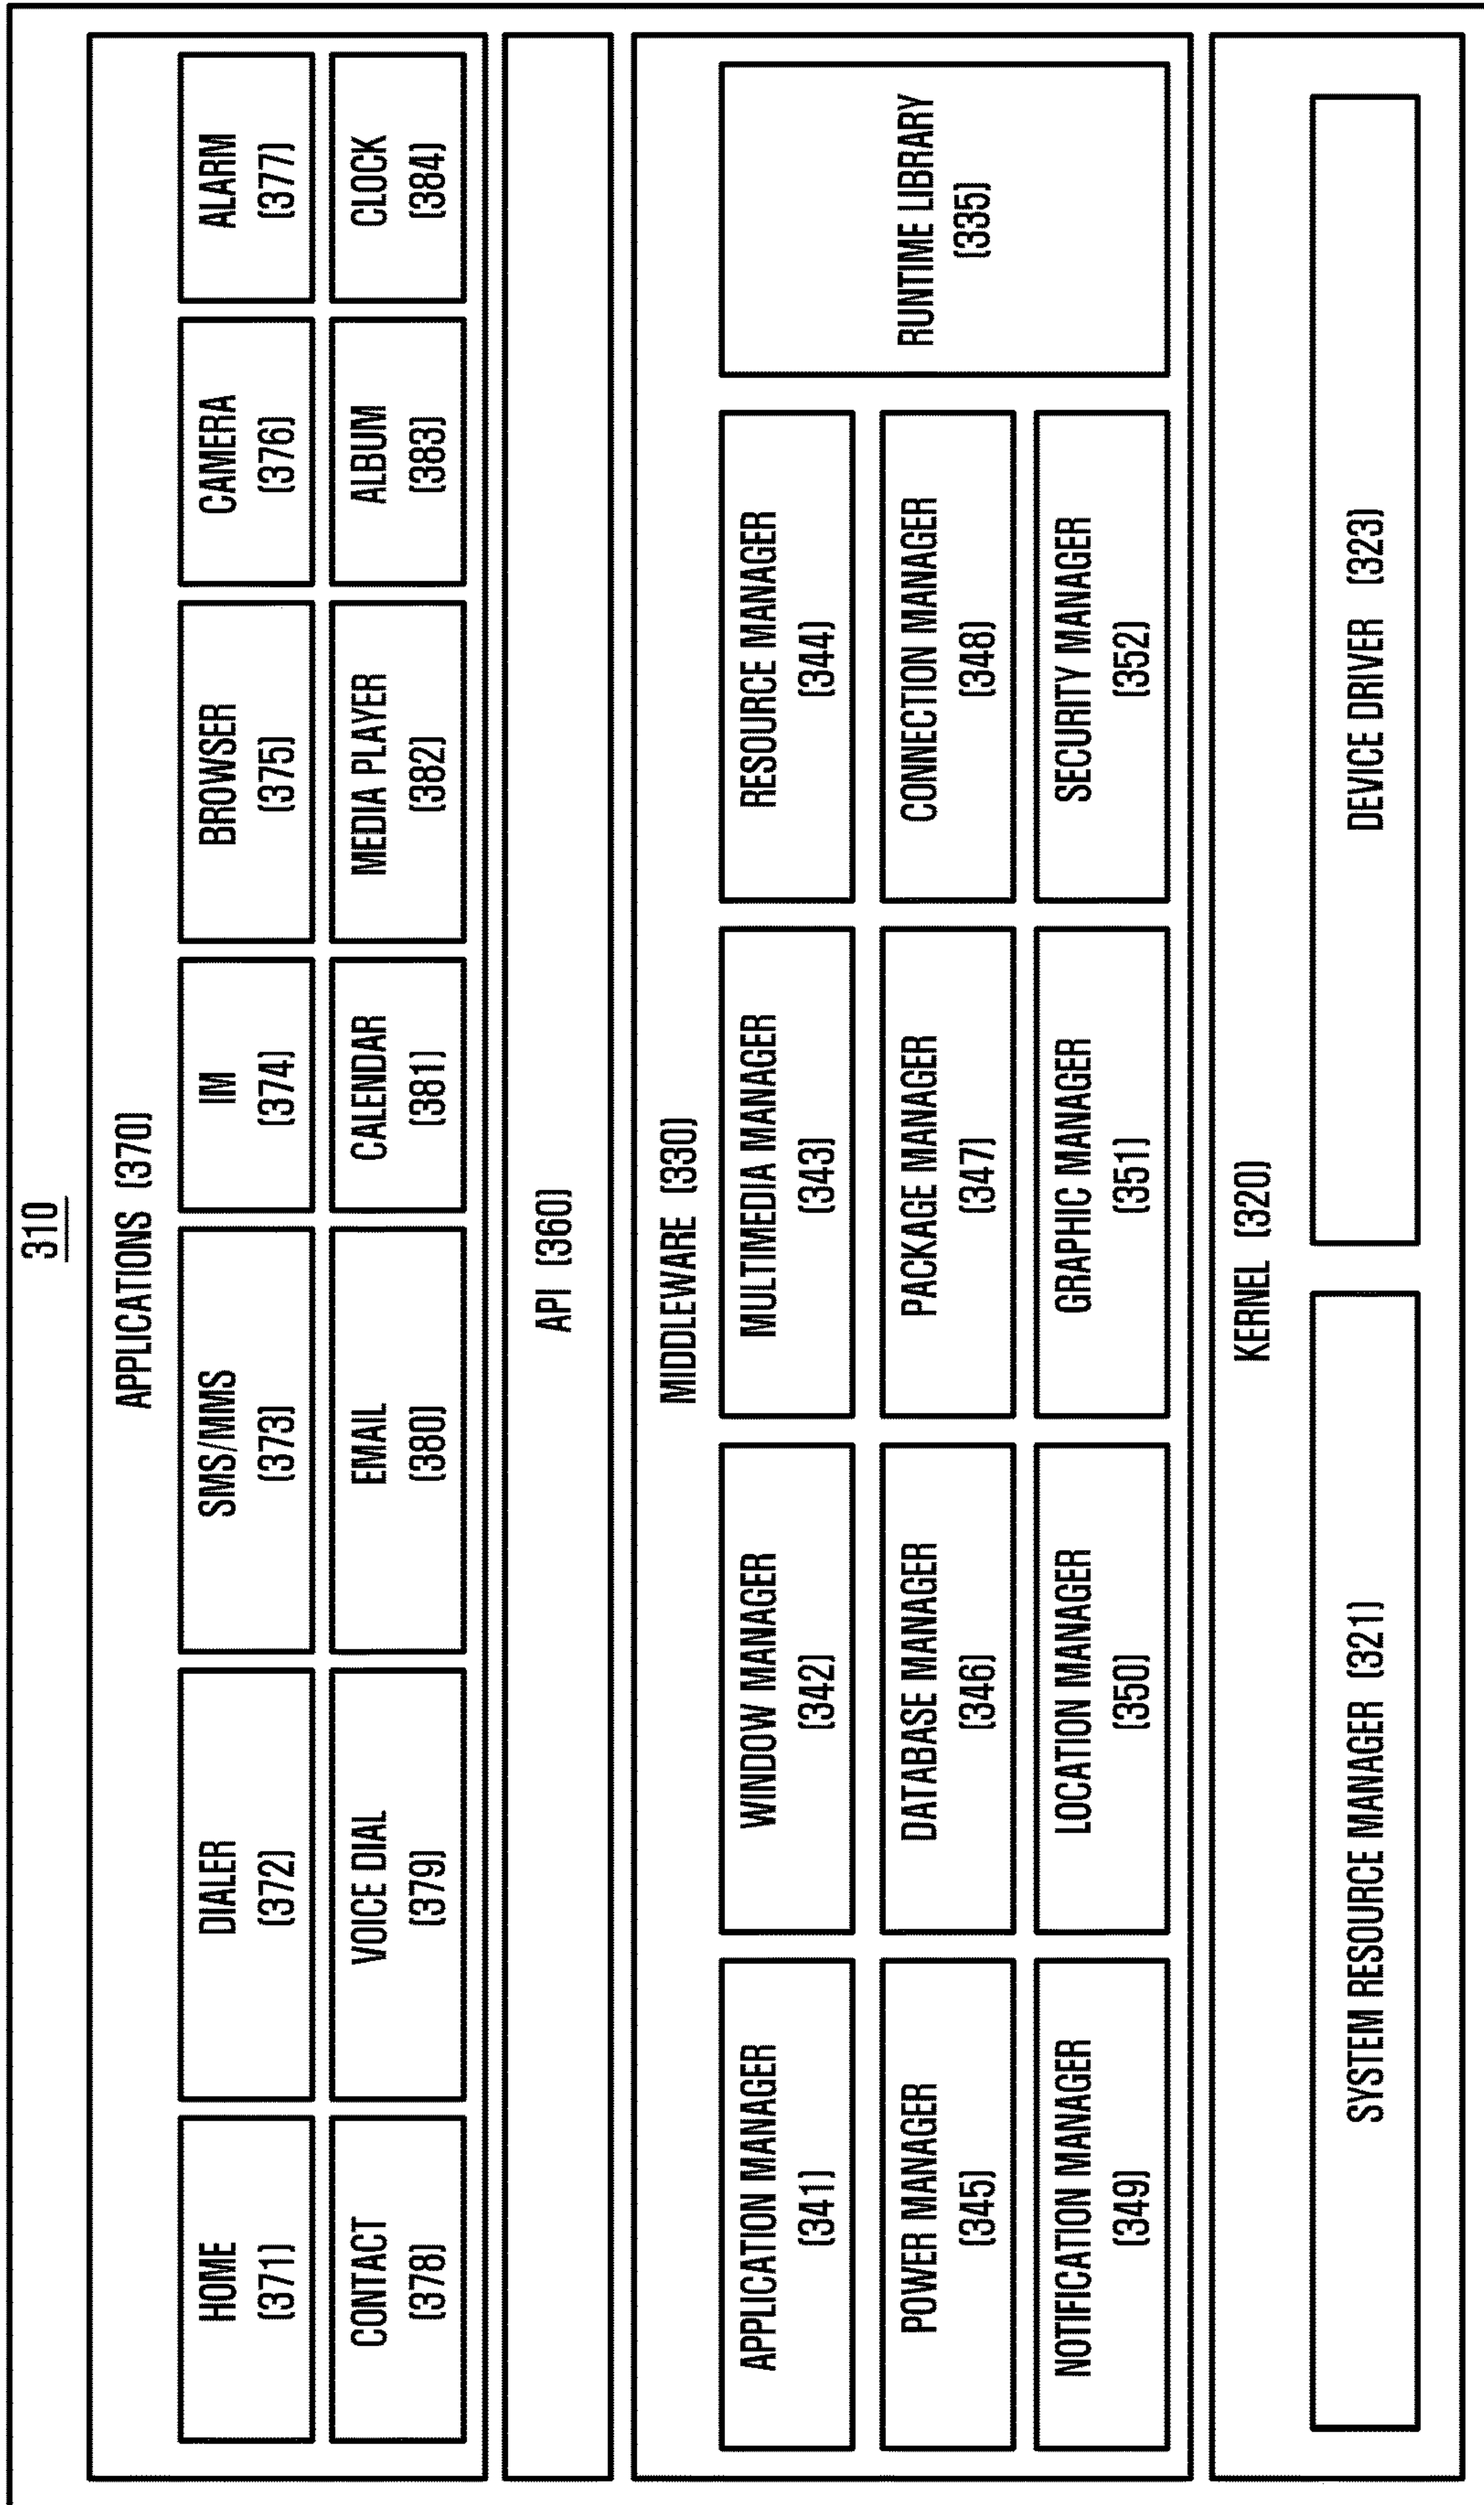 310
APPLICATIONS (370)
HOME
(371)
DIALER
(372)
SMS/MMS
(373)
IM
(374)
BROWSER
(375)
CAMERA
(376)
ALARM
(377)
CONTACT
(378)
VOICE DIAL
(379)
EMAIL
(380)
CALENDAR
(381)
MEDIA PLAYER
(382)
ALBUM
(383)
CLOCK
(384)
API (360)
MIDDLEWARE (330)
APPLICATION MANAGER
(341)
WINDOW MANAGER
(342)
MULTIMEDIA MANAGER
(343)
RESOURCE MANAGER
(344)
POWER MANAGER
(345)
DATABASE MANAGER
(346)
PACKAGE MANAGER
(347)
CONNECTION MANAGER
(348)
NOTIFICATION MANAGER
(349)
LOCATION MANAGER
(350)
GRAPHIC MANAGER
(351)
SECURITY MANAGER
(352)
RUNTIME LIBRARY
(335)
KERNEL (320)
SYSTEM RESOURCE MANAGER (321)
DEVICE DRIVER (323)